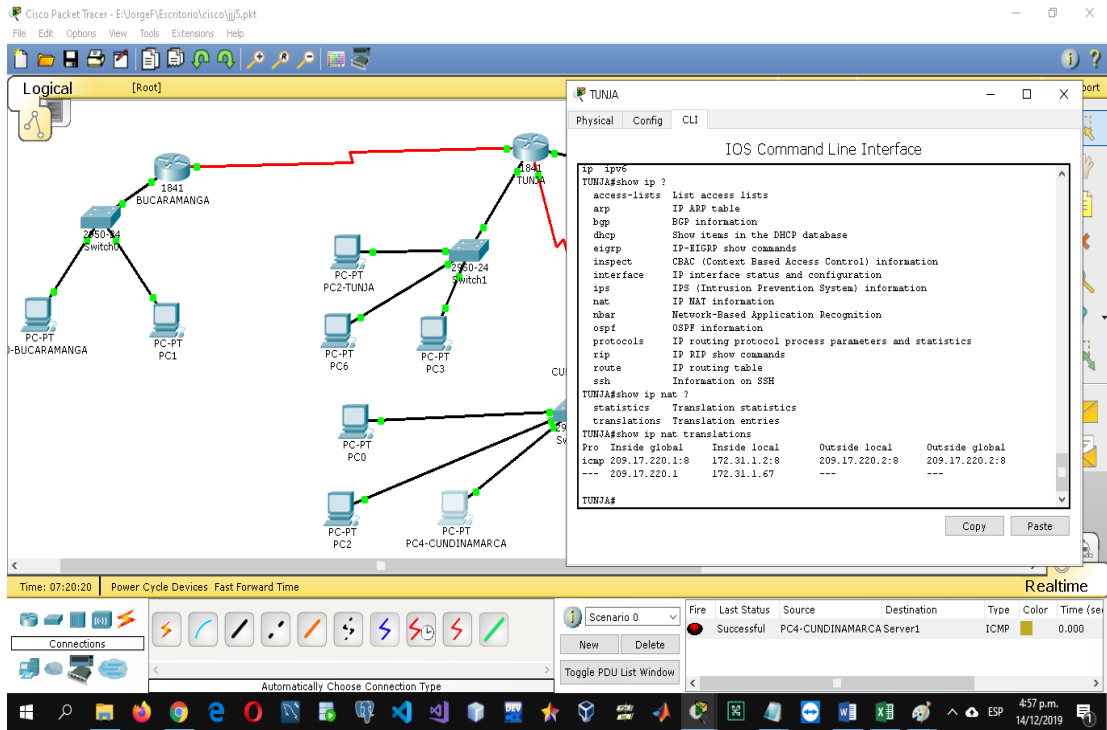 Cisco Packet Tracer - E:\JorgeF\Escritorio\cisco\jjj5.pkt
File Edit Options View Tools Extensions Help
Logical [Root]
port
TUNJA
Physical Config CLI
IOS Command Line Interface
ip ipv6
TUNJA#show ip ?
access-lists List access lists
arp IP ARP table
bgp BGP information
dhcp Show items in the DHCP database
eigrp IP-EIGRP show commands
inspect CBAC (Context Based Access Control) information
interface IP interface status and configuration
ips IPS (Intrusion Prevention System) information
nat IP NAT information
nbar Network-Based Application Recognition
ospf OSPF information
protocols IP routing protocol process parameters and statistics
rip IP RIP show commands
route IP routing table
ssh Information on SSH
TUNJA#show ip nat ?
statistics Translation statistics
translations Translation entries
TUNJA#show ip nat translations
Pro Inside global Inside local Outside local Outside global
icmp 209.17.220.1:8 172.31.1.2:8 209.17.220.2:8 209.17.220.2:8
--- 209.17.220.1 172.31.1.67 --- ---
TUNJA#
Copy Paste
1841
BUCARAMANGA
1841
TUNJA
2950-24
Switch0
2950-24
Switch1
PC-PT
PC2-TUNJA
PC-PT
0-BUCARAMANGA
PC-PT
PC1
PC-PT
PC6
PC-PT
PC3
CU
29
Sw
PC-PT
PC0
PC-PT
PC2
PC-PT
PC4-CUNDINAMARCA
Time: 07:20:20 Power Cycle Devices Fast Forward Time Realtime
Connections
Automatically Choose Connection Type
Scenario 0
New Delete
Toggle PDU List Window
Fire Last Status Source Destination Type Color Time (sec
Successful PC4-CUNDINAMARCA Server1 ICMP 0.000
ESP
4:57 p.m.
14/12/2019
1